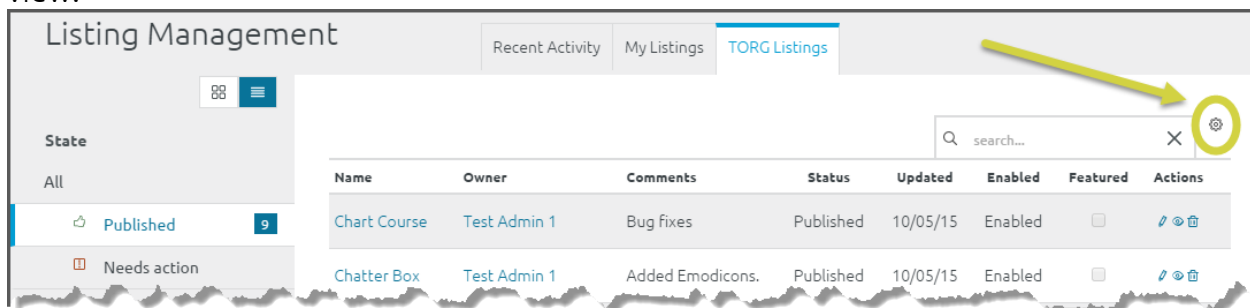 Listing Management
Recent Activity My Listings TORG Listings
State
search...
All
Name Owner Comments Status Updated Enabled Featured Actions
Published 9
Chart Course Test Admin 1 Bug fixes Published 10/05/15 Enabled
Needs action
Chatter Box Test Admin 1 Added Emodicons. Published 10/05/15 Enabled